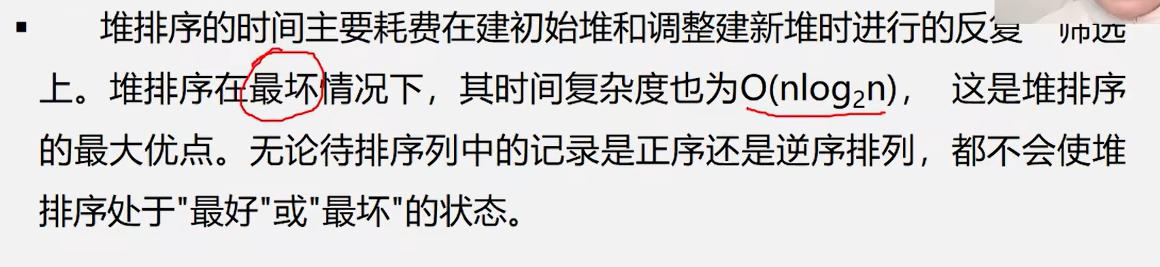 堆排序的时间主要耗费在建初始堆和调整建新堆时进行的反复 筛选
上。堆排序在最坏情况下，其时间复杂度也为O(nlog₂n)， 这是堆排序
的最大优点。无论待排序列中的记录是正序还是逆序排列，都不会使堆
排序处于"最好"或"最坏"的状态。